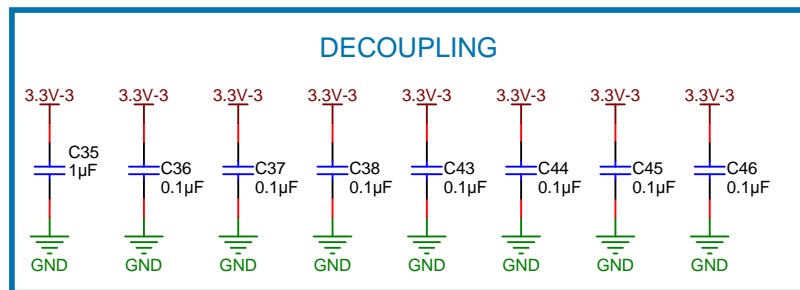 DECOUPLING
3.3V-3 3.3V-3 3.3V-3 3.3V-3 3.3V-3 3.3V-3 3.3V-3 3.3V-3
C35
1µF
C36
0.1µF
C37
0.1µF
C38
0.1µF
C43
0.1µF
C44
0.1µF
C45
0.1µF
C46
0.1µF
GND GND GND GND GND GND GND GND